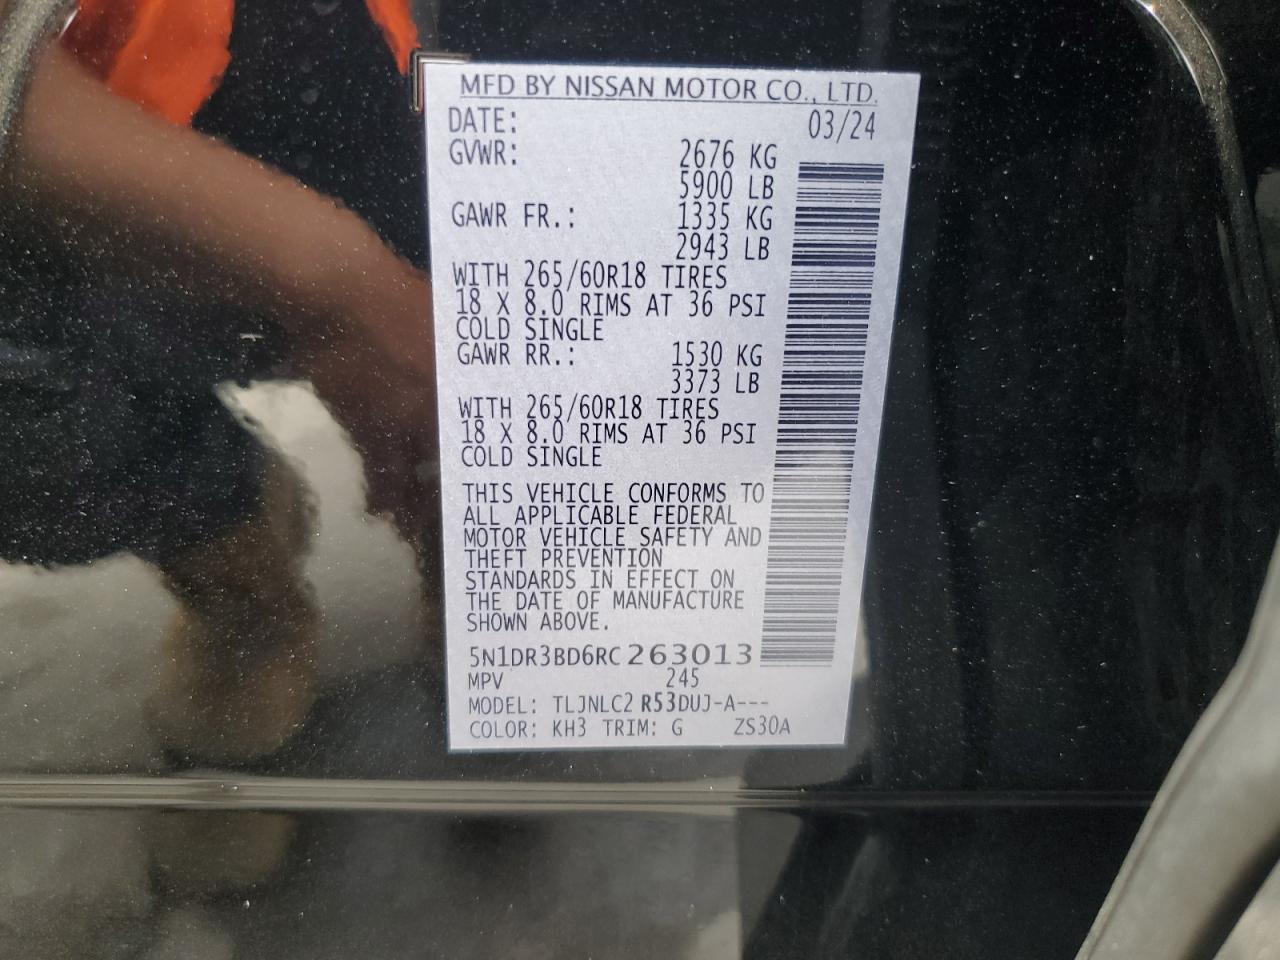 MFD BY NISSAN MOTOR CO., LTD.
DATE: 03/24
GVWR: 2676 KG
5900 LB
GAWR FR.: 1335 KG
2943 LB
WITH 265/60R18 TIRES
18 X 8.0 RIMS AT 36 PSI
COLD SINGLE
GAWR RR.: 1530 KG
3373 LB
WITH 265/60R18 TIRES
18 X 8.0 RIMS AT 36 PSI
COLD SINGLE
THIS VEHICLE CONFORMS TO
ALL APPLICABLE FEDERAL
MOTOR VEHICLE SAFETY AND
THEFT PREVENTION
STANDARDS IN EFFECT ON
THE DATE OF MANUFACTURE
SHOWN ABOVE.
5N1DR3BD6RC263013
MPV 245
MODEL: TLJNLC2 R53DUJ-A---
COLOR: KH3 TRIM: G ZS30A